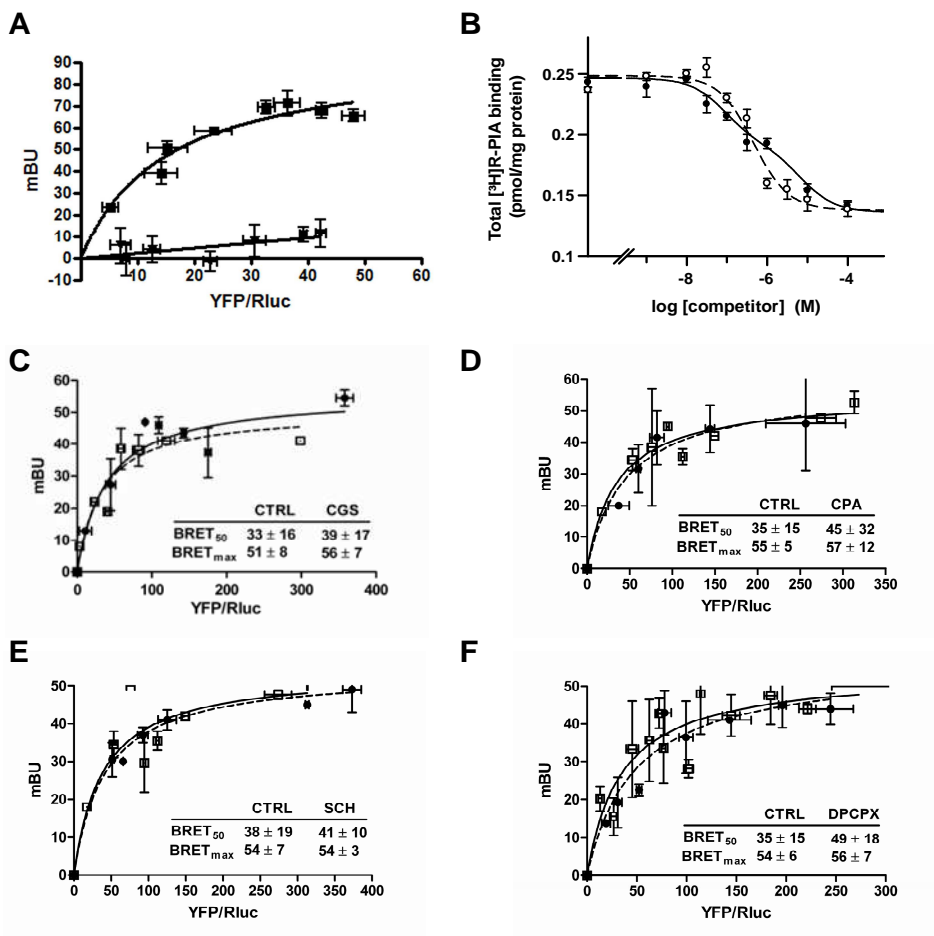 A
90
80
70
60
50
40
30
20
10
0
-10
10
20
30
40
50
60
mBU
YFP/Rluc
B
0.25
0.2
0.15
0.1
-8
-6
-4
Total [³H]R-PIA binding
(pmol/mg protein)
log [competitor] (M)
C
60
50
40
30
20
10
0
0 100 200 300 400
mBU
YFP/Rluc
CTRL CGS
BRET50 33 ± 16 39 ± 17
BRETmax 51 ± 8 56 ± 7
D
60
50
40
30
20
10
0
0 50 100 150 200 250 300 350
mBU
YFP/Rluc
CTRL CPA
BRET50 35 ± 15 45 ± 32
BRETmax 55 ± 5 57 ± 12
E
50
40
30
20
10
0
0 50 100 150 200 250 300 350 400
mBU
YFP/Rluc
CTRL SCH
BRET50 38 ± 19 41 ± 10
BRETmax 54 ± 7 54 ± 3
F
50
40
30
20
10
0
0 50 100 150 200 250 300
mBU
YFP/Rluc
CTRL DPCPX
BRET50 35 ± 15 49 ± 18
BRETmax 54 ± 6 56 ± 7